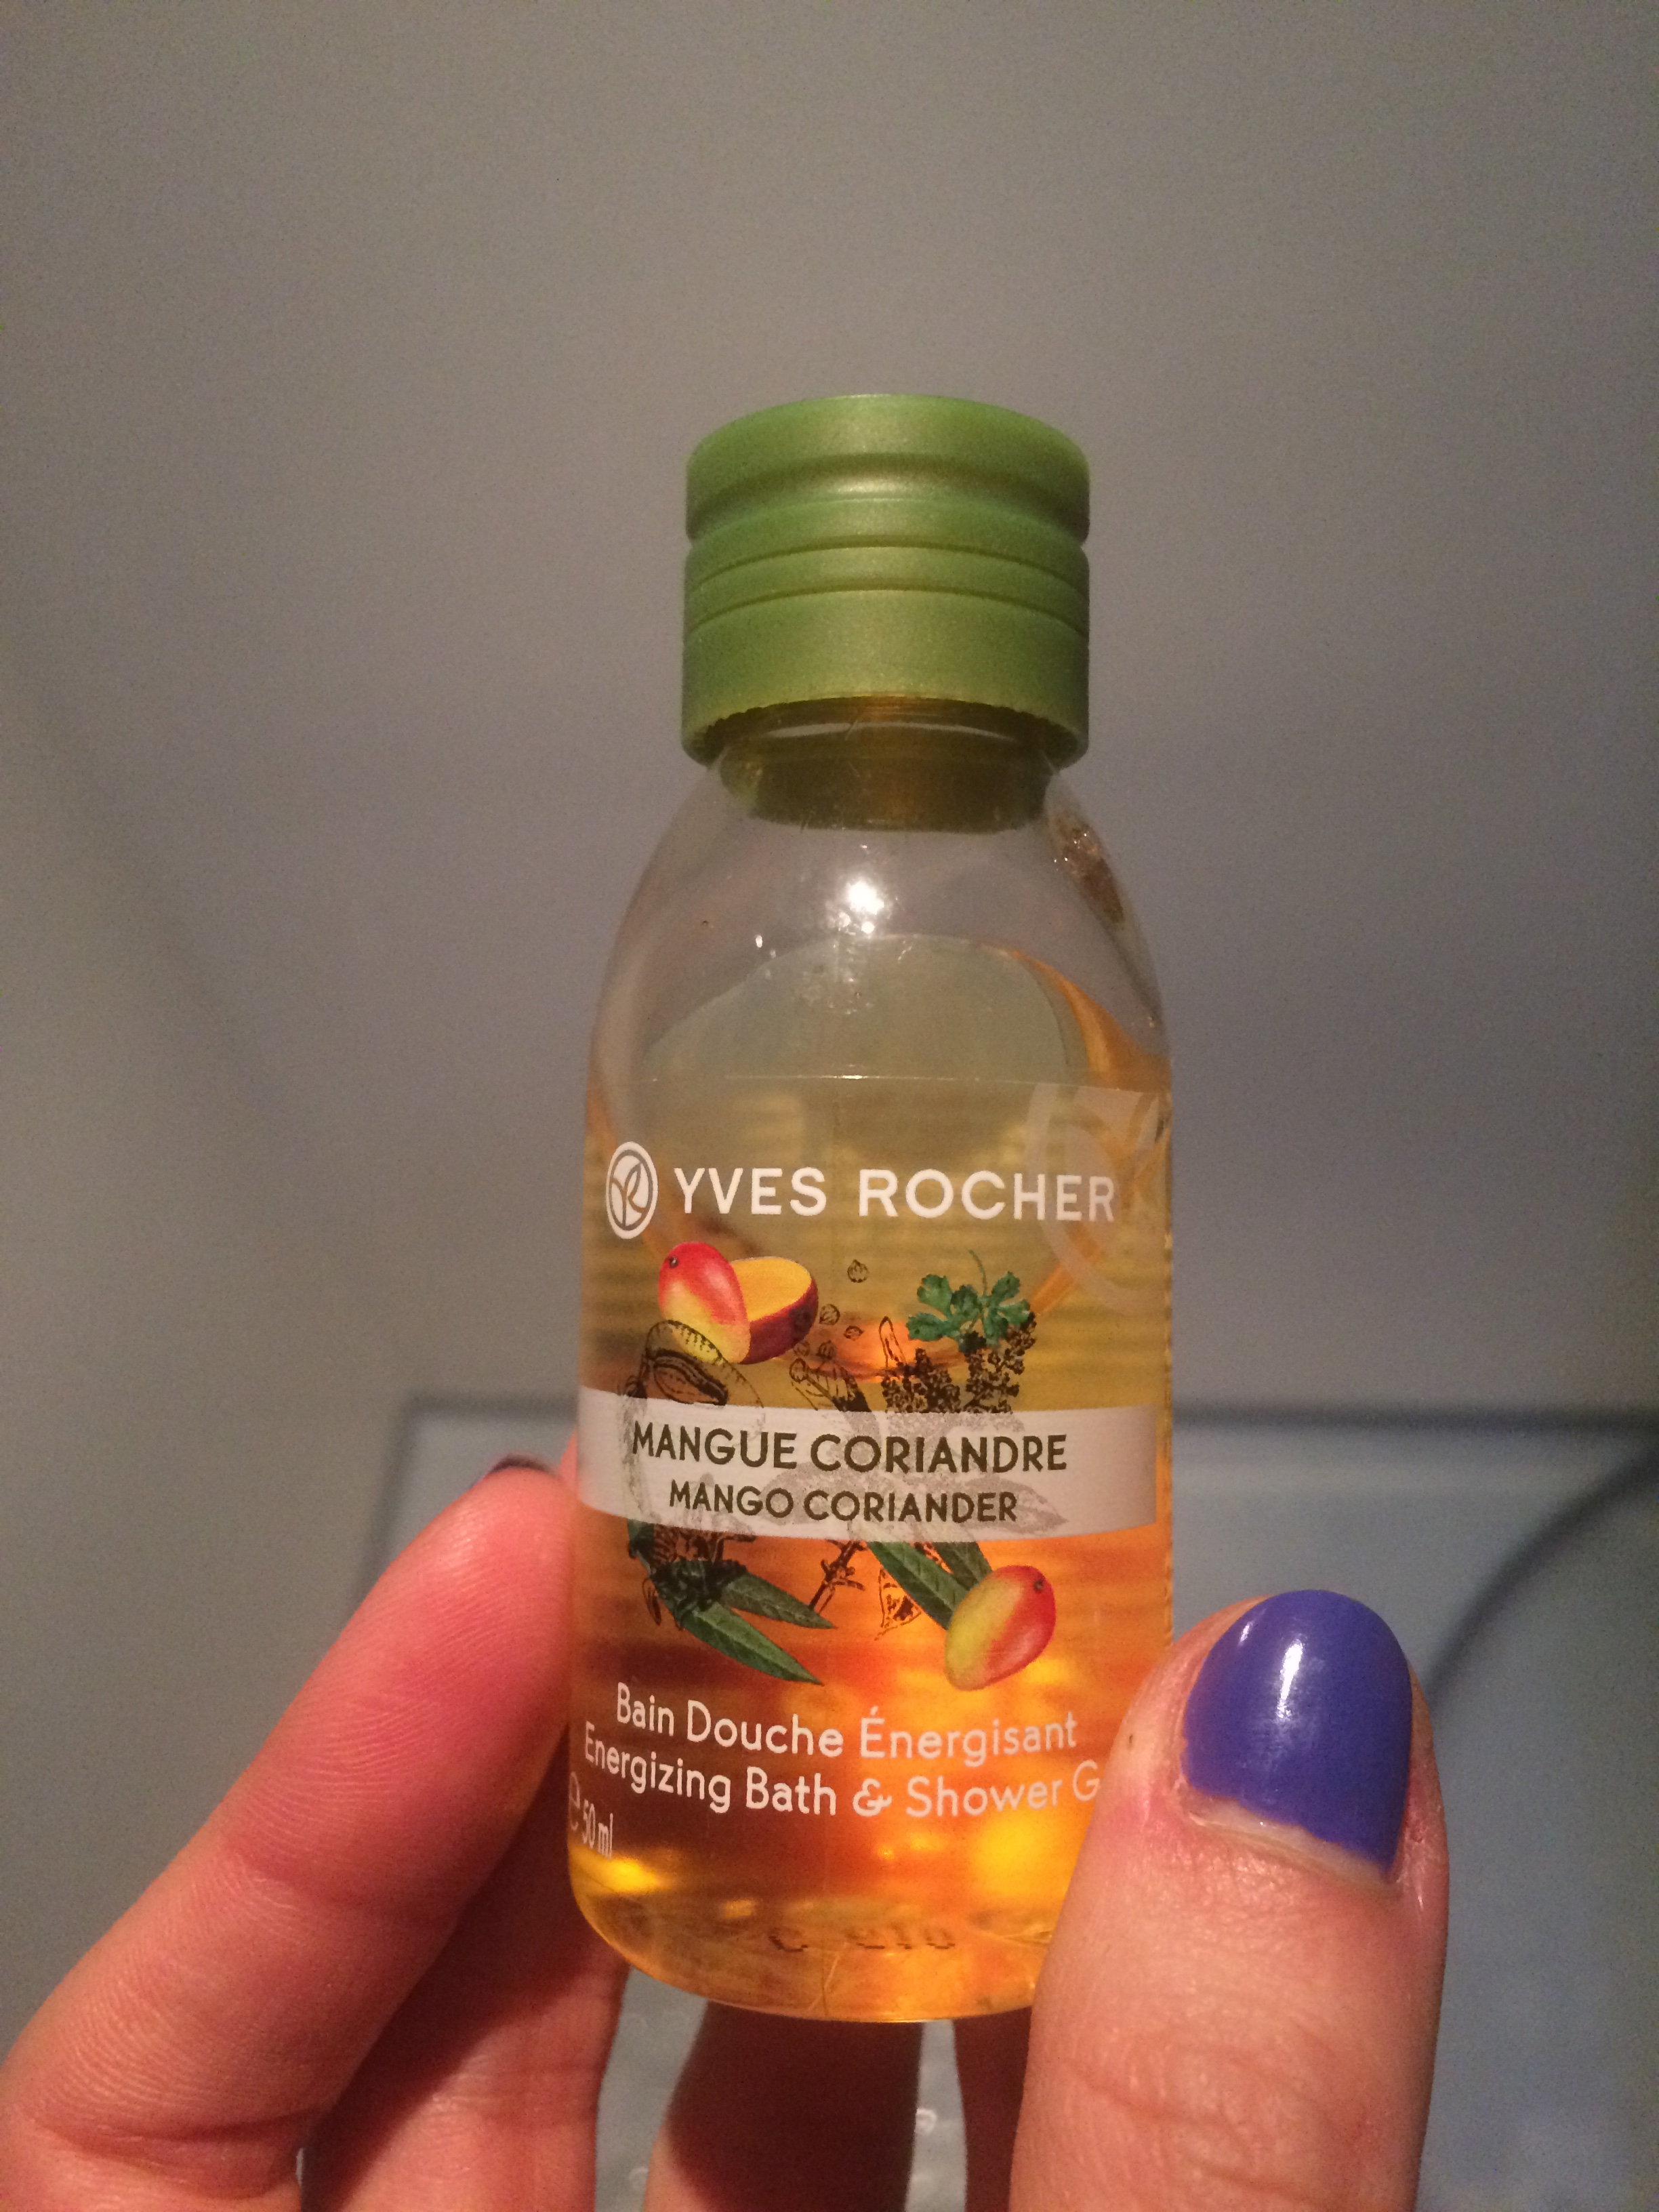 YVES ROCHER
MANGUE CORIANDRE
MANGO CORIANDER
Bain Douche Énergisant
Energizing Bath & Shower G
e 50 ml